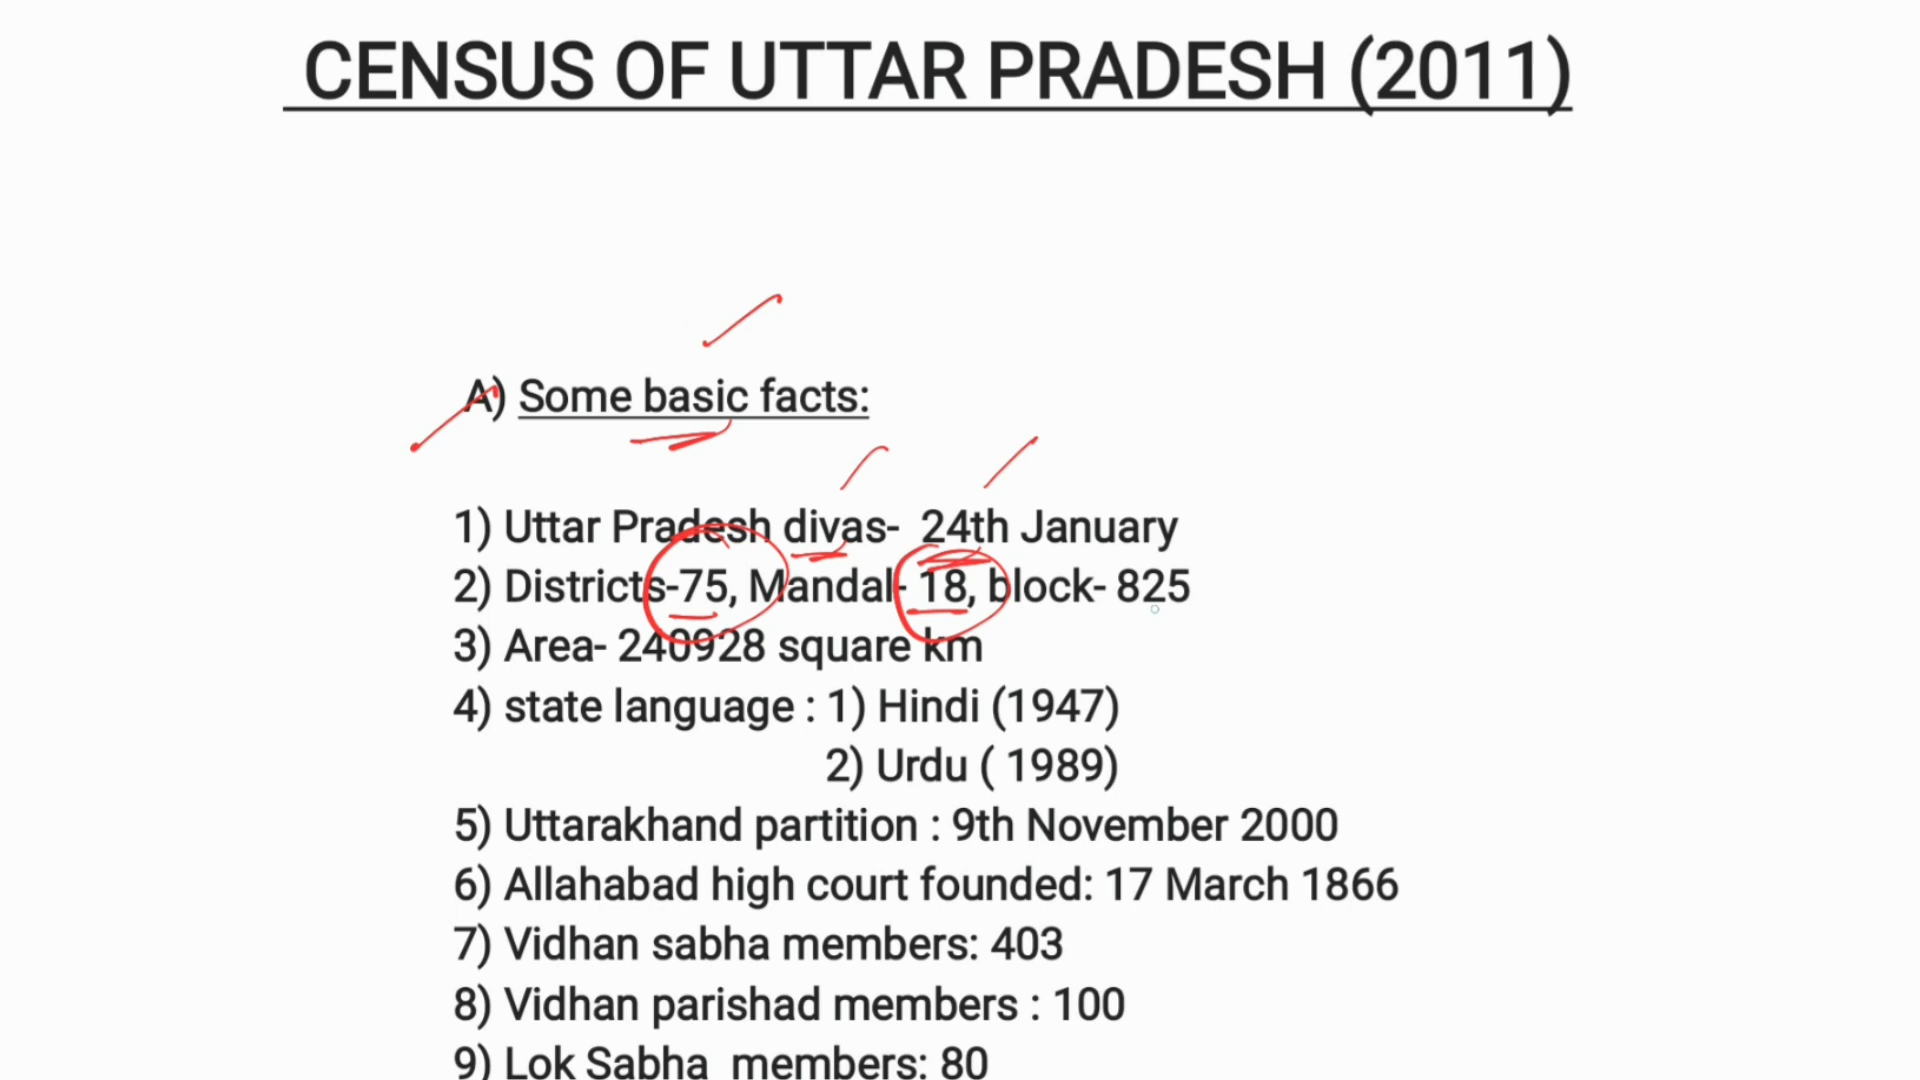 CENSUS OF UTTAR PRADESH (2011)
A) Some basic facts:
1) Uttar Pradesh divas- 24th January
2) Districts-75, Mandal- 18, block- 825
3) Area- 240928 square km
4) state language : 1) Hindi (1947)
2) Urdu ( 1989)
5) Uttarakhand partition : 9th November 2000
6) Allahabad high court founded: 17 March 1866
7) Vidhan sabha members: 403
8) Vidhan parishad members : 100
9) Lok Sabha members: 80